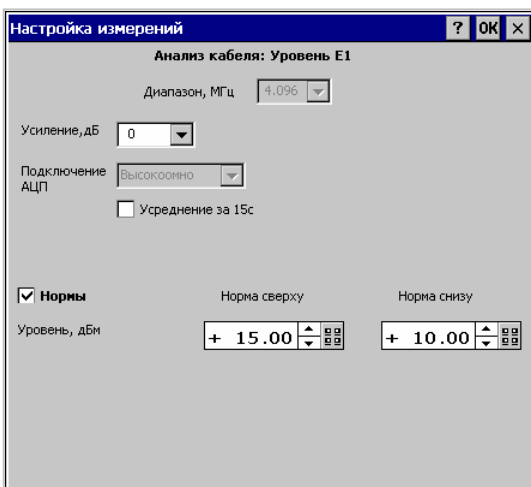 Настройка измерений ? OK ×
Анализ кабеля: Уровень E1
Диапазон, МГц 4.096
Усиление,дБ 0
Подключение АЦП Высокоомно
Усреднение за 15с
Нормы Норма сверху Норма снизу
Уровень, дБм + 15.00 + 10.00